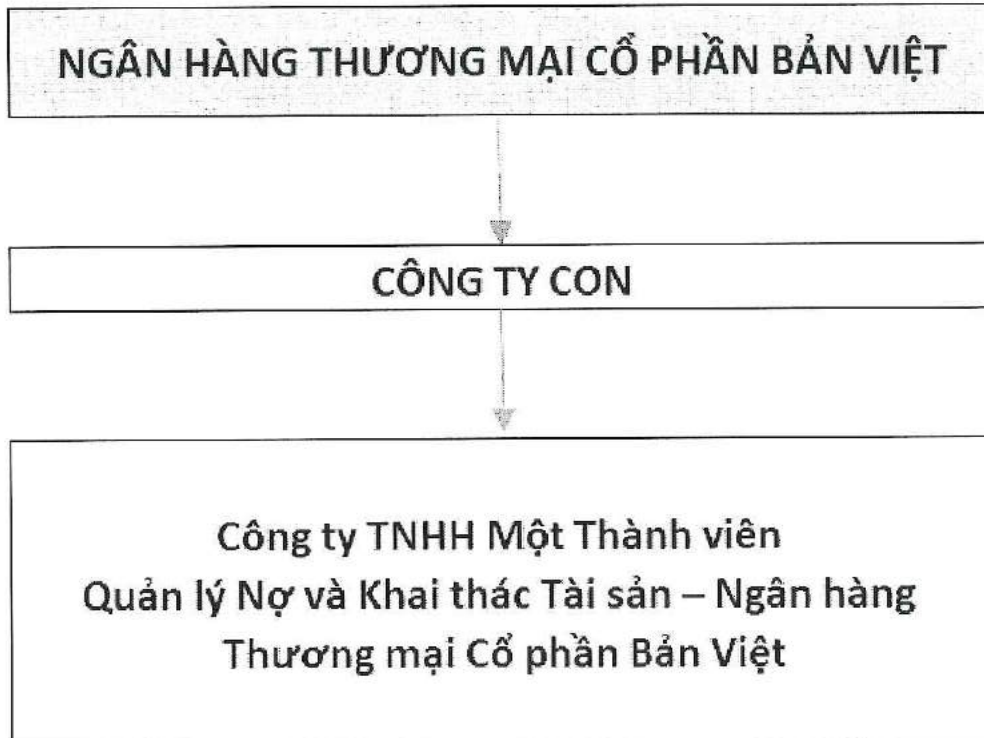 NGÂN HÀNG THƯƠNG MẠI CỔ PHẦN BẢN VIỆT
CÔNG TY CON
Công ty TNHH Một Thành viên
Quản lý Nợ và Khai thác Tài sản – Ngân hàng
Thương mại Cổ phần Bản Việt